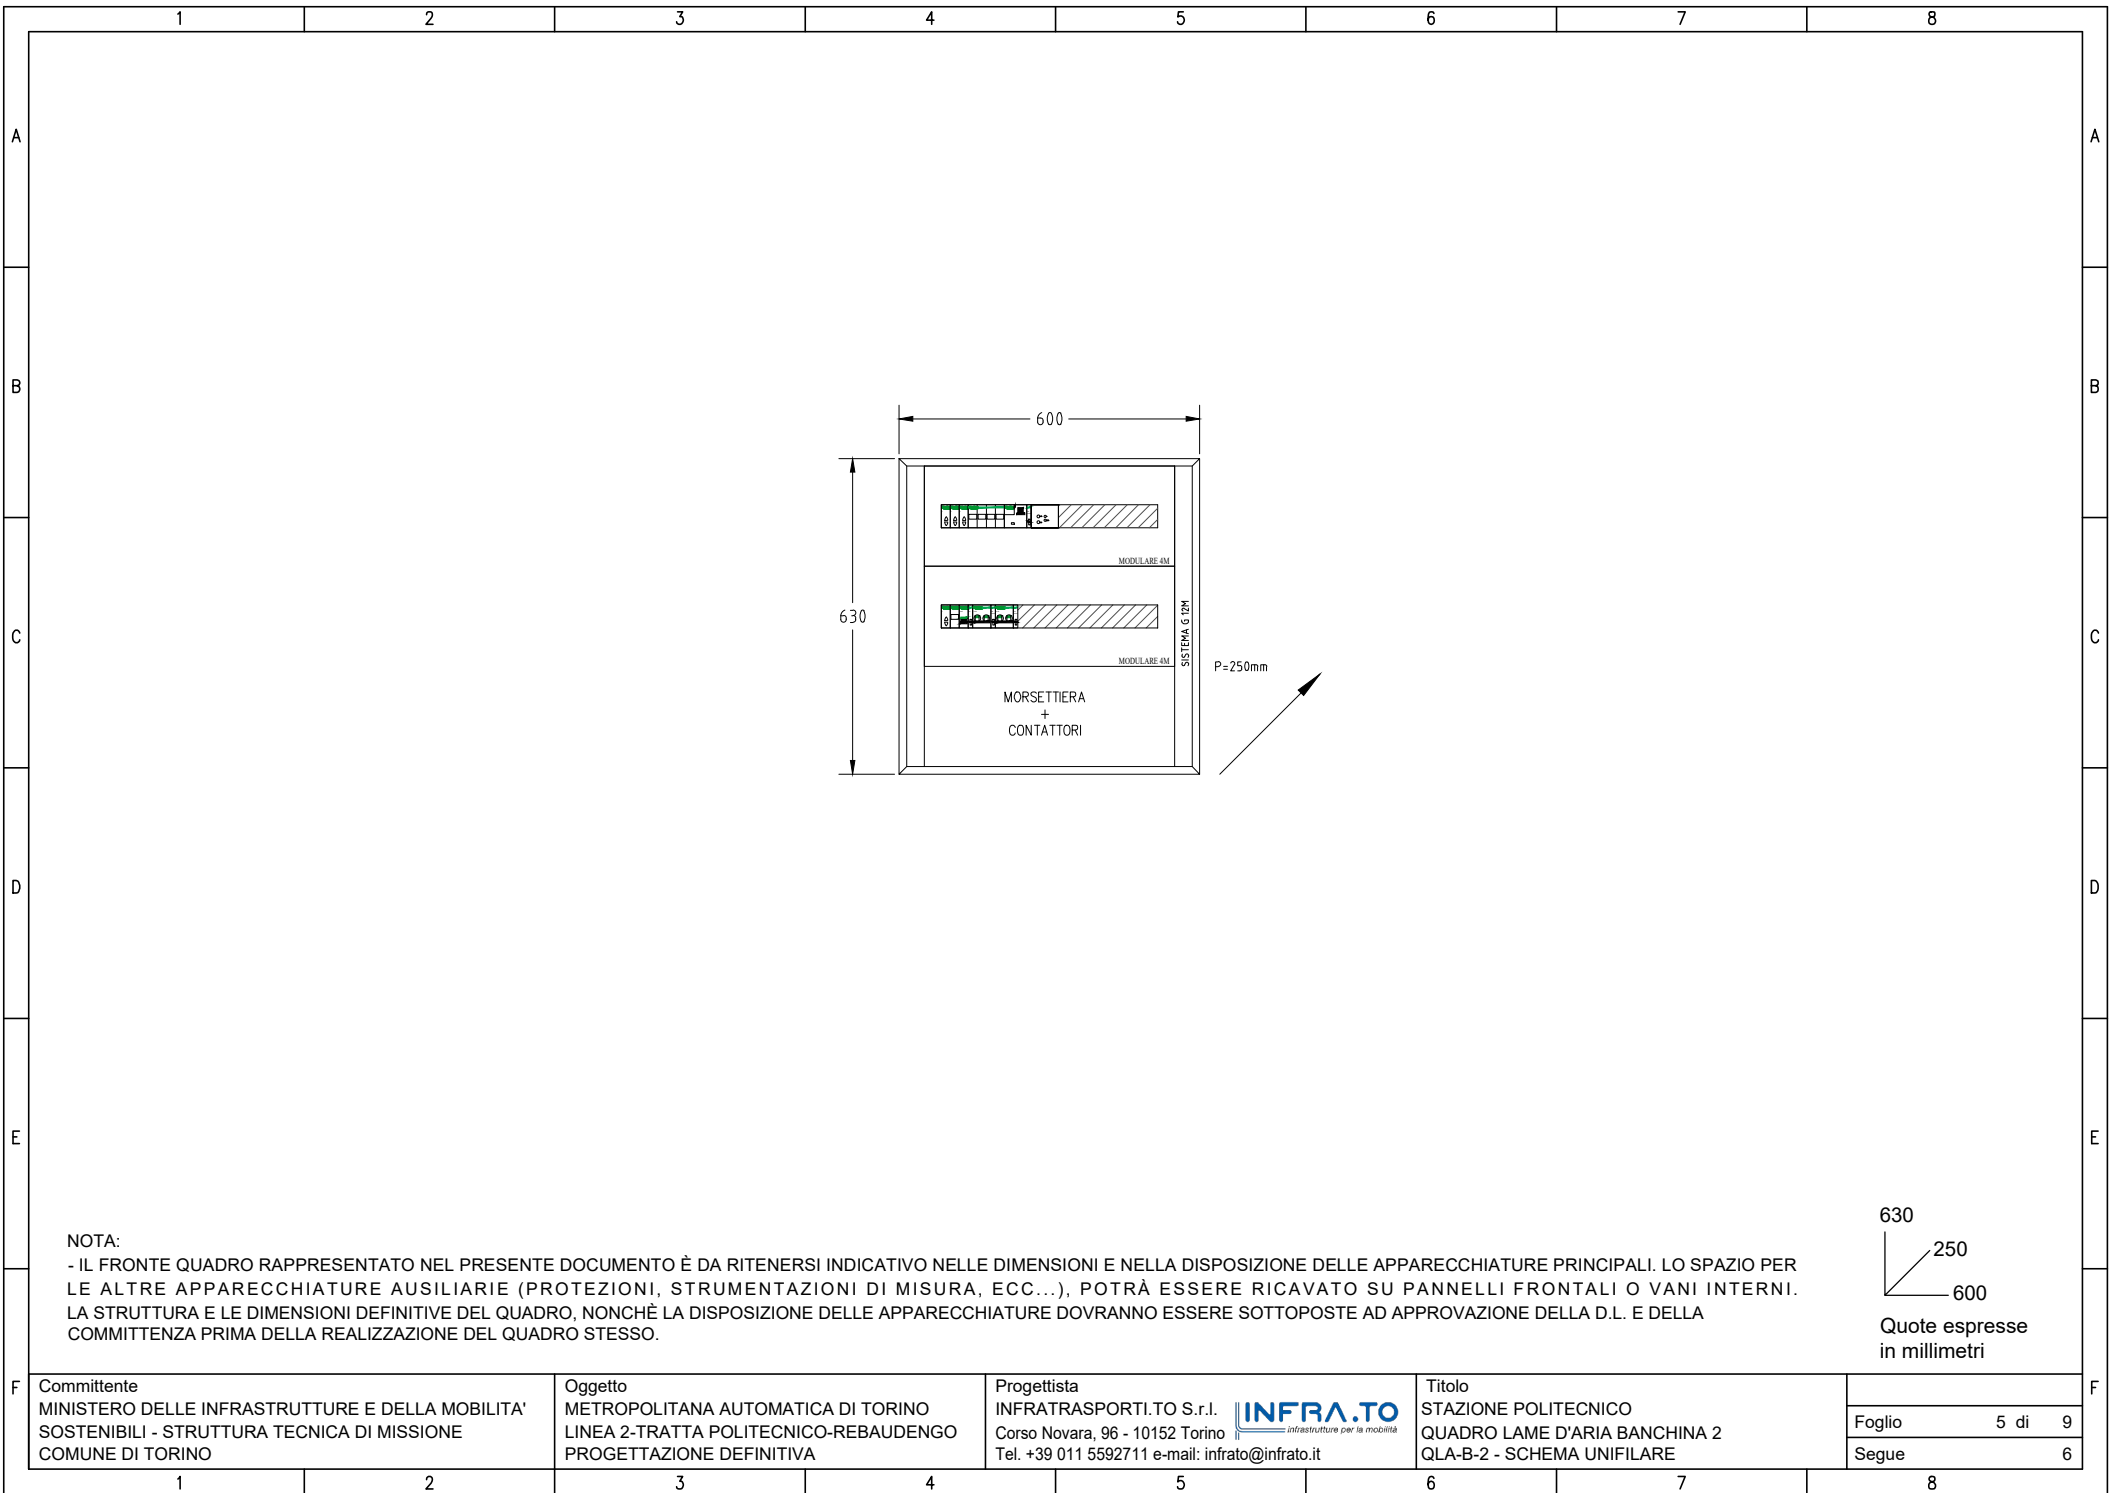 1 2 3 4 5 6 7 8
A A
B B
C C
D D
E E
F F
600
630
MODULARE 4M
MODULARE 4M
SISTEMA G 12M
P=250mm
MORSETTIERA
+
CONTATTORI
NOTA:
- IL FRONTE QUADRO RAPPRESENTATO NEL PRESENTE DOCUMENTO È DA RITENERSI INDICATIVO NELLE DIMENSIONI E NELLA DISPOSIZIONE DELLE APPARECCHIATURE PRINCIPALI. LO SPAZIO PER
LE ALTRE APPARECCHIATURE AUSILIARIE (PROTEZIONI, STRUMENTAZIONI DI MISURA, ECC...), POTRÀ ESSERE RICAVATO SU PANNELLI FRONTALI O VANI INTERNI.
LA STRUTTURA E LE DIMENSIONI DEFINITIVE DEL QUADRO, NONCHÈ LA DISPOSIZIONE DELLE APPARECCHIATURE DOVRANNO ESSERE SOTTOPOSTE AD APPROVAZIONE DELLA D.L. E DELLA
COMMITTENZA PRIMA DELLA REALIZZAZIONE DEL QUADRO STESSO.
630
250
600
Quote espresse
in millimetri
Committente
MINISTERO DELLE INFRASTRUTTURE E DELLA MOBILITA'
SOSTENIBILI - STRUTTURA TECNICA DI MISSIONE
COMUNE DI TORINO
Oggetto
METROPOLITANA AUTOMATICA DI TORINO
LINEA 2-TRATTA POLITECNICO-REBAUDENGO
PROGETTAZIONE DEFINITIVA
Progettista
INFRATRASPORTI.TO S.r.l.
Corso Novara, 96 - 10152 Torino
Tel. +39 011 5592711 e-mail: infrato@infrato.it
INFRA.TO
infrastrutture per la mobilità
Titolo
STAZIONE POLITECNICO
QUADRO LAME D'ARIA BANCHINA 2
QLA-B-2 - SCHEMA UNIFILARE
Foglio 5 di 9
Segue 6
1 2 3 4 5 6 7 8